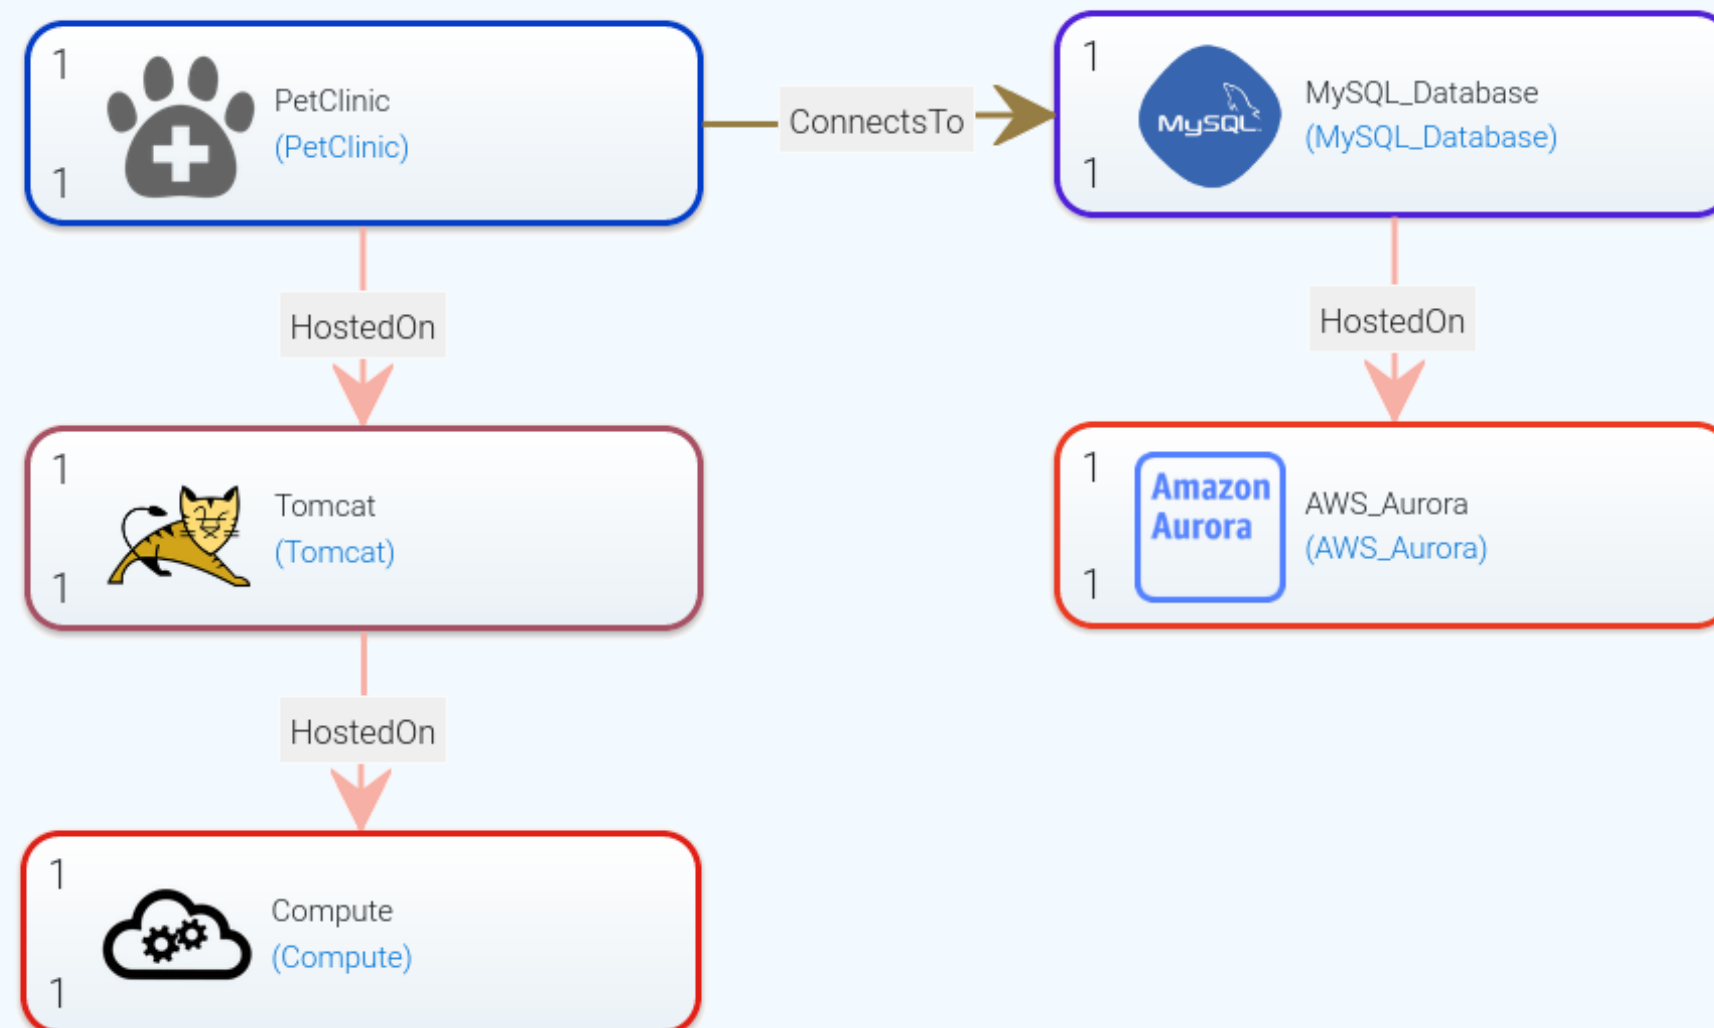 1
PetClinic
(PetClinic)
1
ConnectsTo
1
MySQL
MySQL_Database
(MySQL_Database)
1
HostedOn
HostedOn
1
Tomcat
(Tomcat)
1
1
Amazon
Aurora
AWS_Aurora
(AWS_Aurora)
1
HostedOn
1
Compute
(Compute)
1